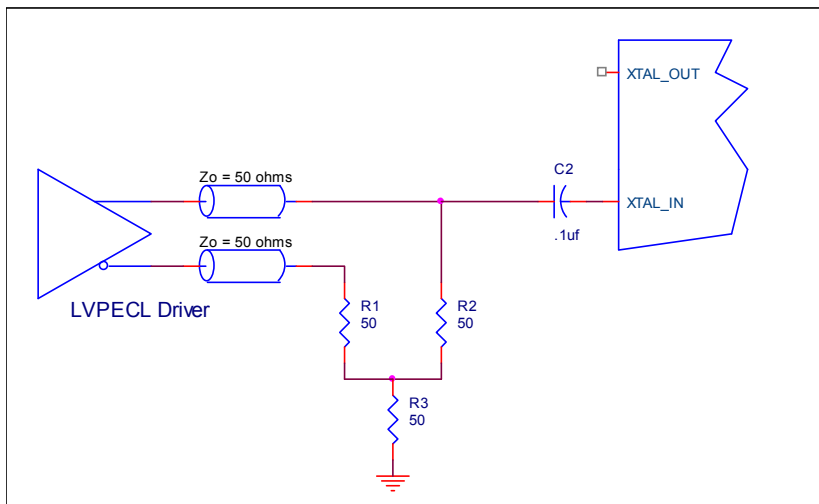 XTAL_OUT
C2
Zo = 50 ohms
XTAL_IN
.1uf
Zo = 50 ohms
LVPECL Driver
R1
50
R2
50
R3
50